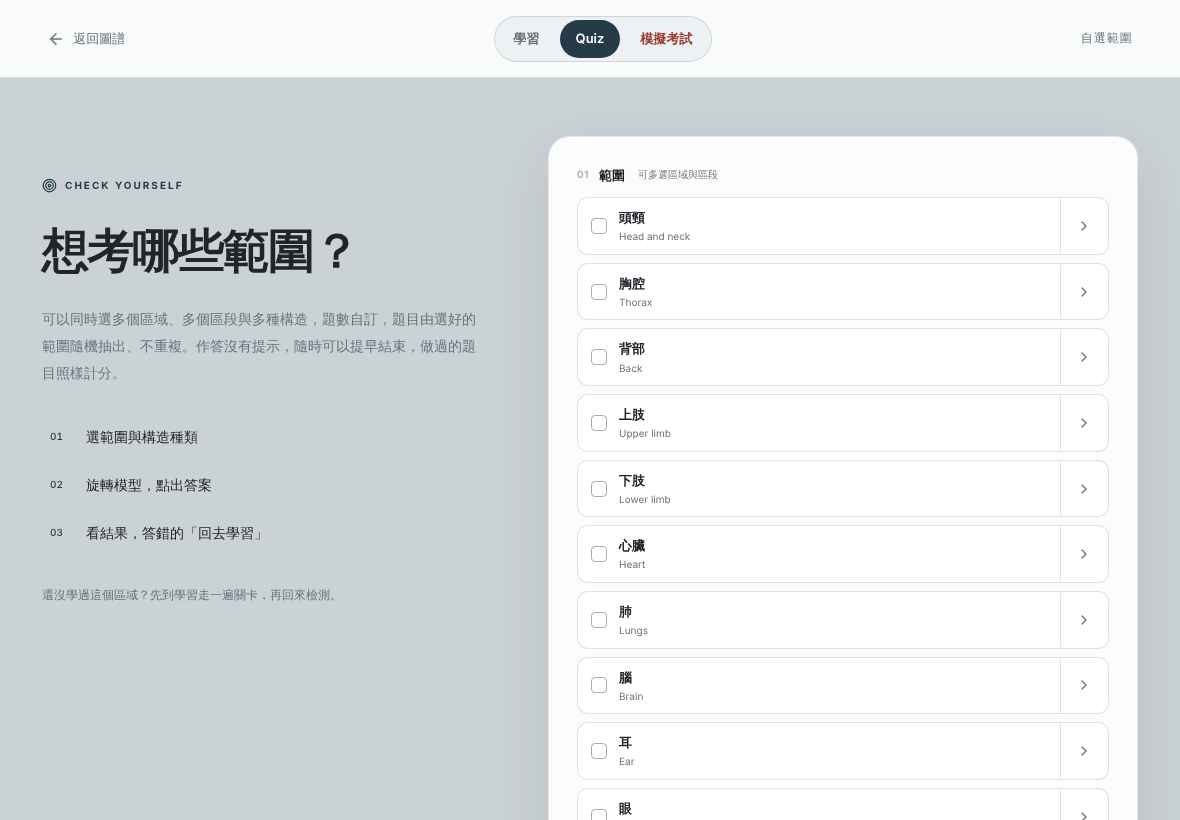 返回圖譜
學習
Quiz
模擬考試
自選範圍
CHECK YOURSELF
想考哪些範圍？
可以同時選多個區域、多個區段與多種構造，題數自訂，題目由選好的
範圍隨機抽出、不重複。作答沒有提示，隨時可以提早結束，做過的題
目照樣計分。
01 選範圍與構造種類
02 旋轉模型，點出答案
03 看結果，答錯的「回去學習」
還沒學過這個區域？先到學習走一遍關卡，再回來檢測。
01 範圍 可多選區域與區段
頭頸
Head and neck
胸腔
Thorax
背部
Back
上肢
Upper limb
下肢
Lower limb
心臟
Heart
肺
Lungs
腦
Brain
耳
Ear
眼